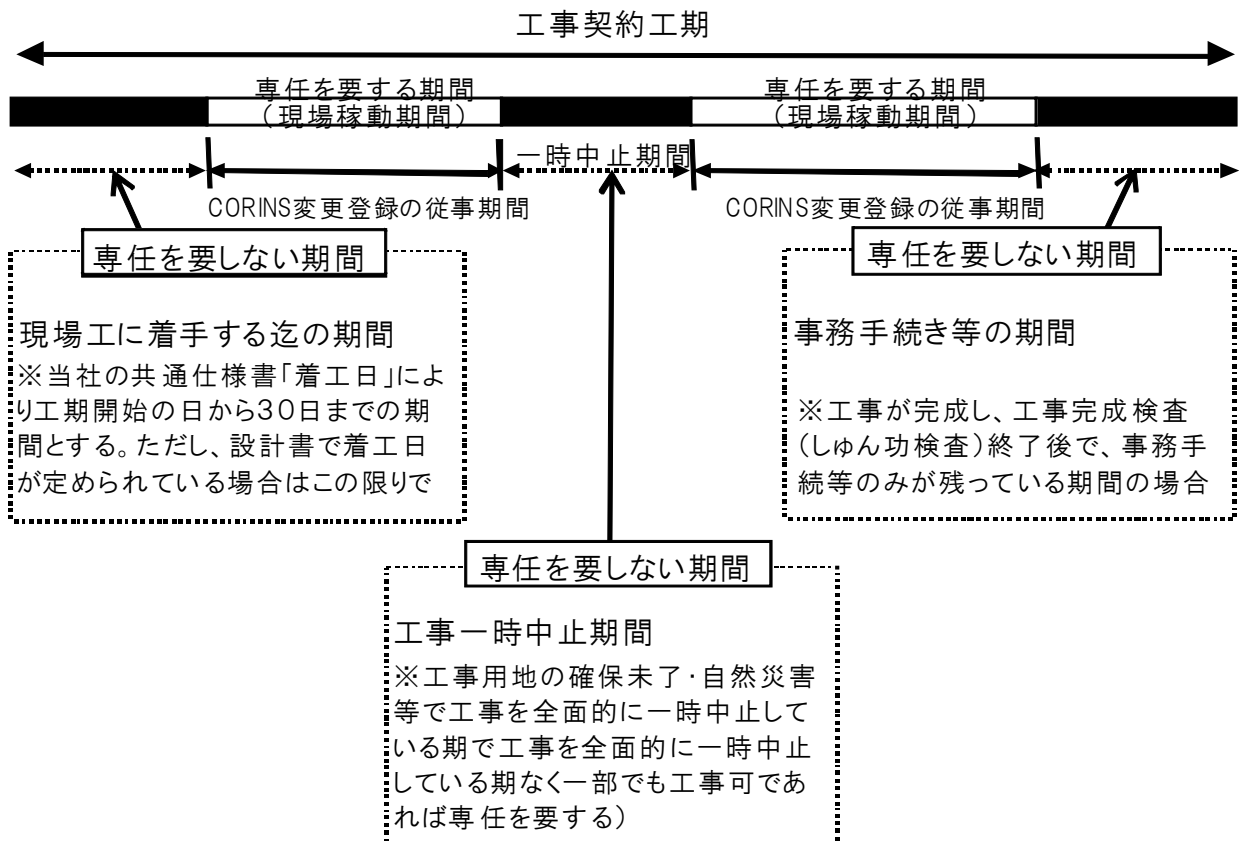 工事契約工期
専任を要する期間
（現場稼動期間）
専任を要する期間
（現場稼動期間）
一時中止期間
CORINS変更登録の従事期間
CORINS変更登録の従事期間
専任を要しない期間
現場工に着手する迄の期間
※当社の共通仕様書「着工日」によ
り工期開始の日から30日までの期
間とする。ただし、設計書で着工日
が定められている場合はこの限りで
専任を要しない期間
事務手続き等の期間
※工事が完成し、工事完成検査
（しゅん功検査）終了後で、事務手
続等のみが残っている期間の場合
専任を要しない期間
工事一時中止期間
※工事用地の確保未了・自然災害
等で工事を全面的に一時中止して
いる期で工事を全面的に一時中止
している期なく一部でも工事可であ
れば専任を要する）